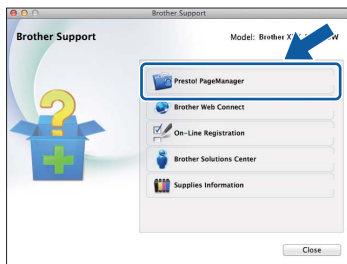 Brother Support
Brother Support
Model: Brother
Presto! PageManager
Brother Web Connect
On-Line Registration
Brother Solutions Center
Supplies Information
Close